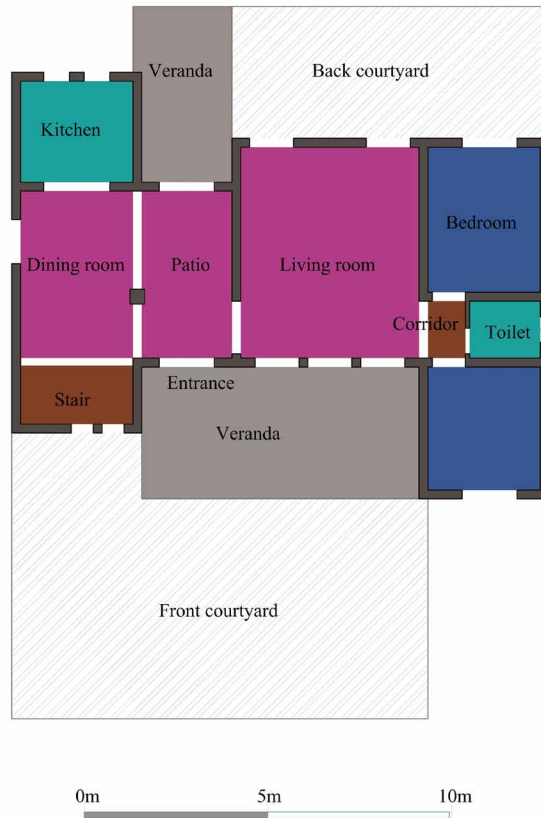 Veranda
Back courtyard
Kitchen
Bedroom
Dining room
Patio
Living room
Corridor
Toilet
Entrance
Stair
Veranda
Front courtyard
0m
5m
10m